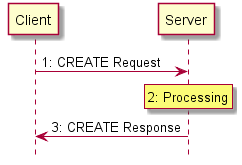 Client
Server
1: CREATE Request
2: Processing
3: CREATE Response